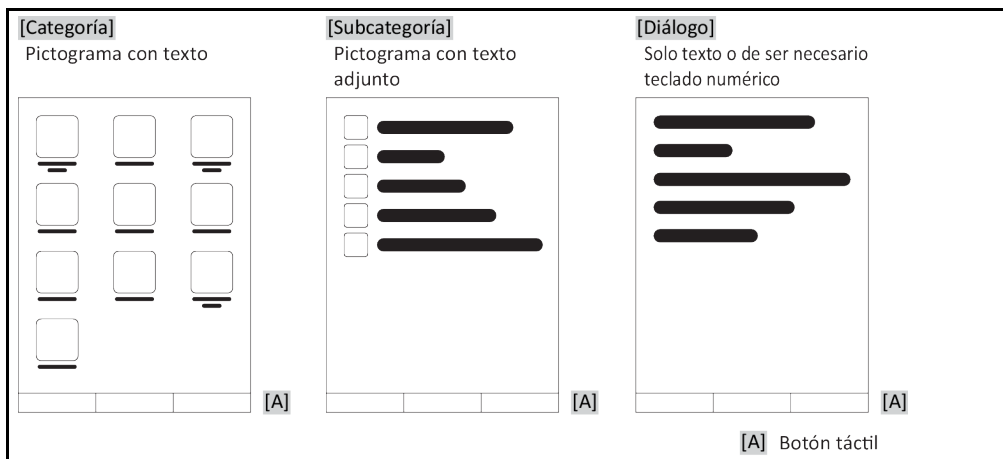 [Categoría]
Pictograma con texto
[Subcategoría]
Pictograma con texto
adjunto
[Diálogo]
Solo texto o de ser necesario
teclado numérico
[A]
[A]
[A]
[A] Botón táctil